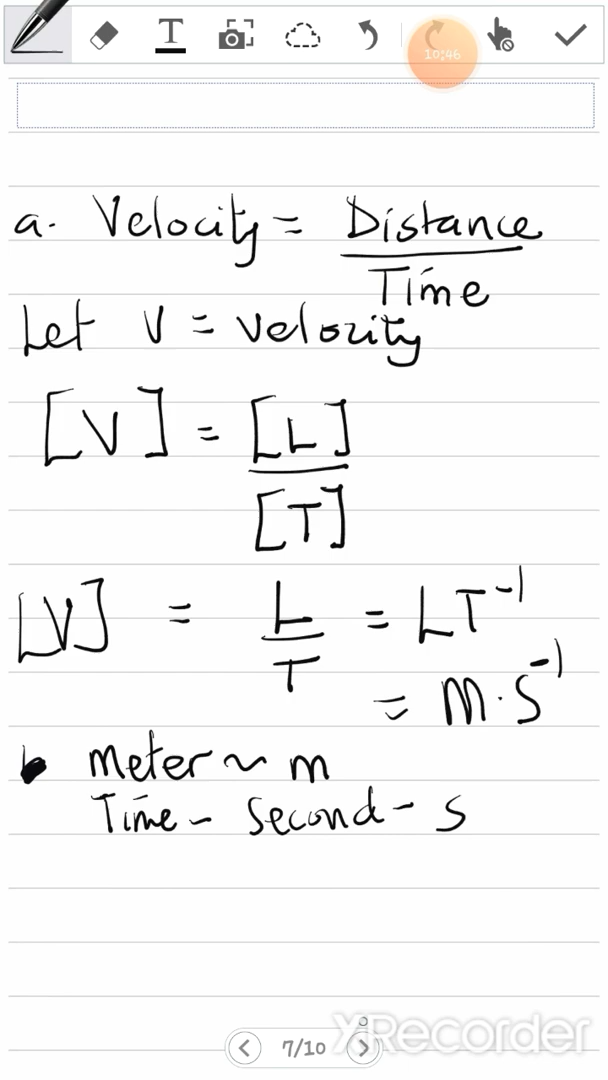 T
10:46
a. Velocity = Distance / Time
Let V = Velocity
[V] = [L] / [T]
[V] = L / T = LT⁻¹
= m·s⁻¹
b meter ~ m
Time - Second - s
7/10
XRecorder